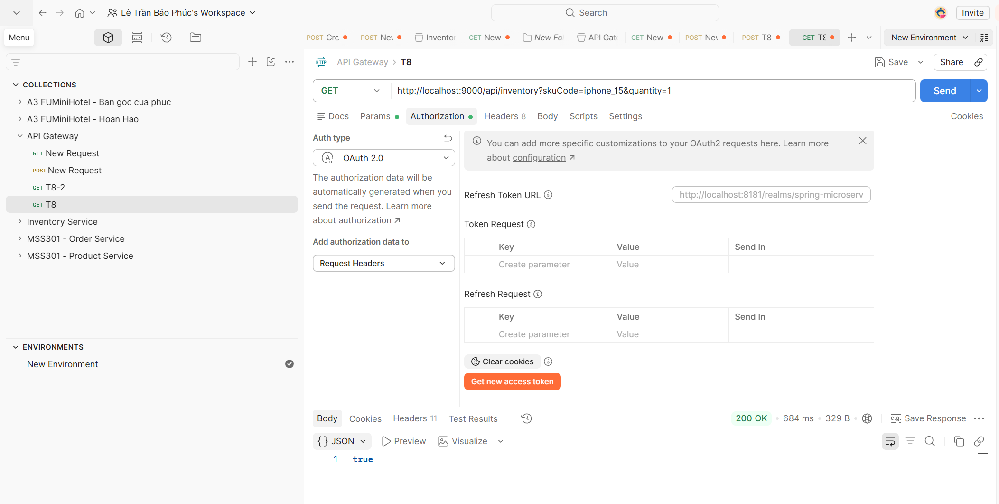 Lê Trần Bảo Phúc's Workspace
Search
Invite
Menu
POST Cre
POST Nev
Inventor
GET New
New Fo
API Gat
GET New
POST Nev
POST T8
GET T8
New Environment
API Gateway > T8
Save
Share
COLLECTIONS
A3 FUMiniHotel - Ban goc cua phuc
A3 FUMiniHotel - Hoan Hao
API Gateway
GET New Request
POST New Request
GET T8-2
GET T8
Inventory Service
MSS301 - Order Service
MSS301 - Product Service
ENVIRONMENTS
New Environment
HTTP
GET
http://localhost:9000/api/inventory?skuCode=iphone_15&quantity=1
Send
Docs
Params
Authorization
Headers 8
Body
Scripts
Settings
Cookies
Auth type
OAuth 2.0
The authorization data will be
automatically generated when you
send the request. Learn more
about authorization
Add authorization data to
Request Headers
You can add more specific customizations to your OAuth2 requests here. Learn more
about configuration
Refresh Token URL
http://localhost:8181/realms/spring-microserv
Token Request
Key Value Send In
Create parameter Value
Refresh Request
Key Value Send In
Create parameter Value
Clear cookies
Get new access token
Body
Cookies
Headers 11
Test Results
200 OK
684 ms
329 B
e.g. Save Response
{} JSON
Preview
Visualize
1 true